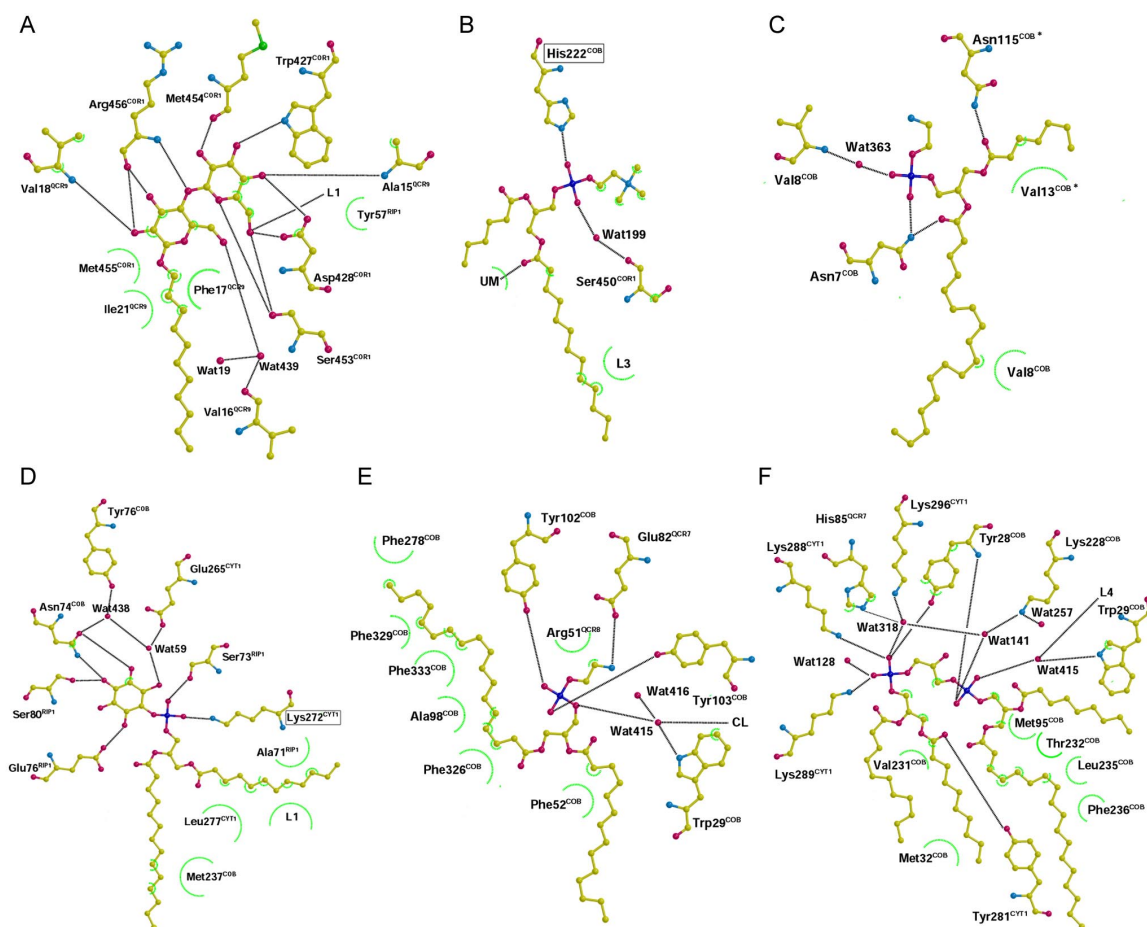 A
Trp427COR1
Met454COR1
Arg456COR1
Val18QCR9
Ala15QCR9
L1
Tyr57RIP1
Met455COR1
Phe17QCR9
Asp428COR1
Ile21QCR9
Ser453COR1
Wat19
Wat439
Val16QCR9
B
His222COB
Wat199
UM
Ser450COR1
L3
C
Asn115COB *
Wat363
Val8COB
Val13COB *
Asn7COB
Val8COB
D
Tyr76COB
Glu265CYT1
Asn74COB
Wat438
Wat59
Ser73RIP1
Ser80RIP1
Lys272CYT1
Ala71RIP1
Glu76RIP1
Leu277CYT1
L1
Met237COB
E
Tyr102COB
Phe278COB
Glu82QCR7
Arg51QCR8
Phe329COB
Phe333COB
Wat416
Tyr103COB
Ala98COB
Wat415
CL
Phe326COB
Phe52COB
Trp29COB
F
Lys296CYT1
His85QCR7
Tyr28COB
Lys288CYT1
Lys228COB
L4
Wat257
Trp29COB
Wat318
Wat141
Wat128
Wat415
Met95COB
Thr232COB
Val231COB
Leu235COB
Lys289CYT1
Phe236COB
Met32COB
Tyr281CYT1